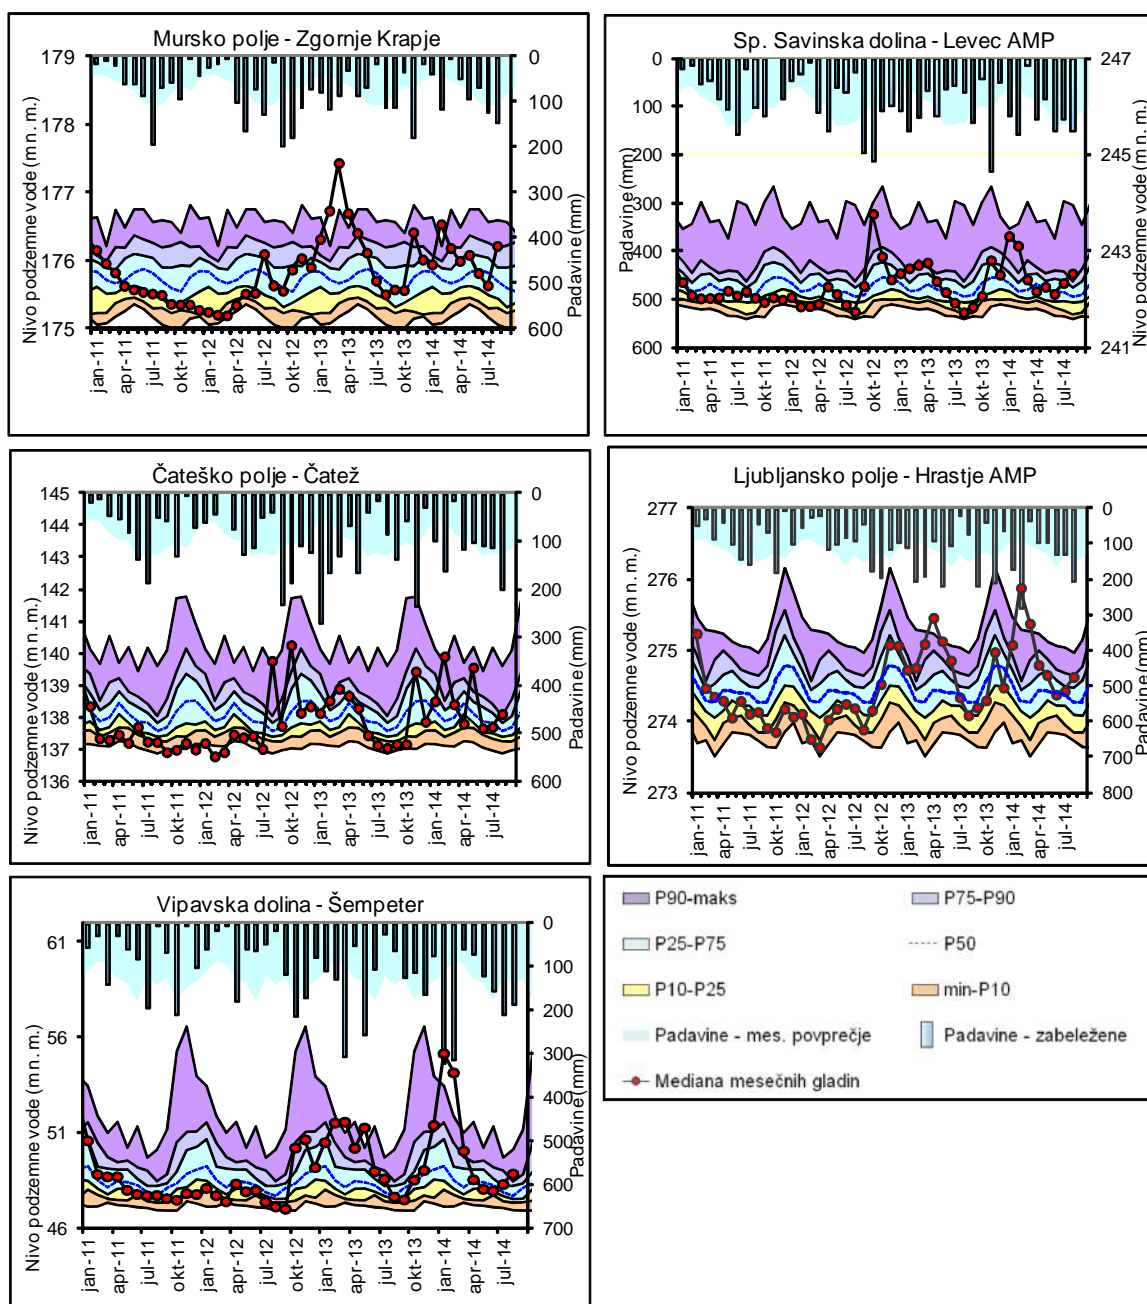 Mursko polje - Zgornje Krapje
Nivo podzemne vode (m n. m.)
179
178
177
176
175
0
100
200
300
400
500
600
Padavine (mm)
jan-11
apr-11
jul-11
okt-11
jan-12
apr-12
jul-12
okt-12
jan-13
apr-13
jul-13
okt-13
jan-14
apr-14
jul-14
Sp. Savinska dolina - Levec AMP
Padavine (mm)
0
100
200
300
400
500
600
247
245
243
241
Nivo podzemne vode (m n. m.)
jan-11
apr-11
jul-11
okt-11
jan-12
apr-12
jul-12
okt-12
jan-13
apr-13
jul-13
okt-13
jan-14
apr-14
jul-14
Čateško polje - Čatež
Nivo podzemne vode (m n. m.)
145
144
143
142
141
140
139
138
137
136
0
100
200
300
400
500
600
Padavine (mm)
jan-11
apr-11
jul-11
okt-11
jan-12
apr-12
jul-12
okt-12
jan-13
apr-13
jul-13
okt-13
jan-14
apr-14
jul-14
Ljubljansko polje - Hrastje AMP
Nivo podzemne vode (m n. m.)
277
276
275
274
273
0
100
200
300
400
500
600
700
800
Padavine (mm)
jan-11
apr-11
jul-11
okt-11
jan-12
apr-12
jul-12
okt-12
jan-13
apr-13
jul-13
okt-13
jan-14
apr-14
jul-14
Vipavska dolina - Šempeter
Nivo podzemne vode (m n. m.)
61
56
51
46
0
100
200
300
400
500
600
700
Padavine (mm)
jan-11
apr-11
jul-11
okt-11
jan-12
apr-12
jul-12
okt-12
jan-13
apr-13
jul-13
okt-13
jan-14
apr-14
jul-14
P90-maks
P75-P90
P25-P75
P50
P10-P25
min-P10
Padavine - mes. povprečje
Padavine - zabeležene
Mediana mesečnih gladin